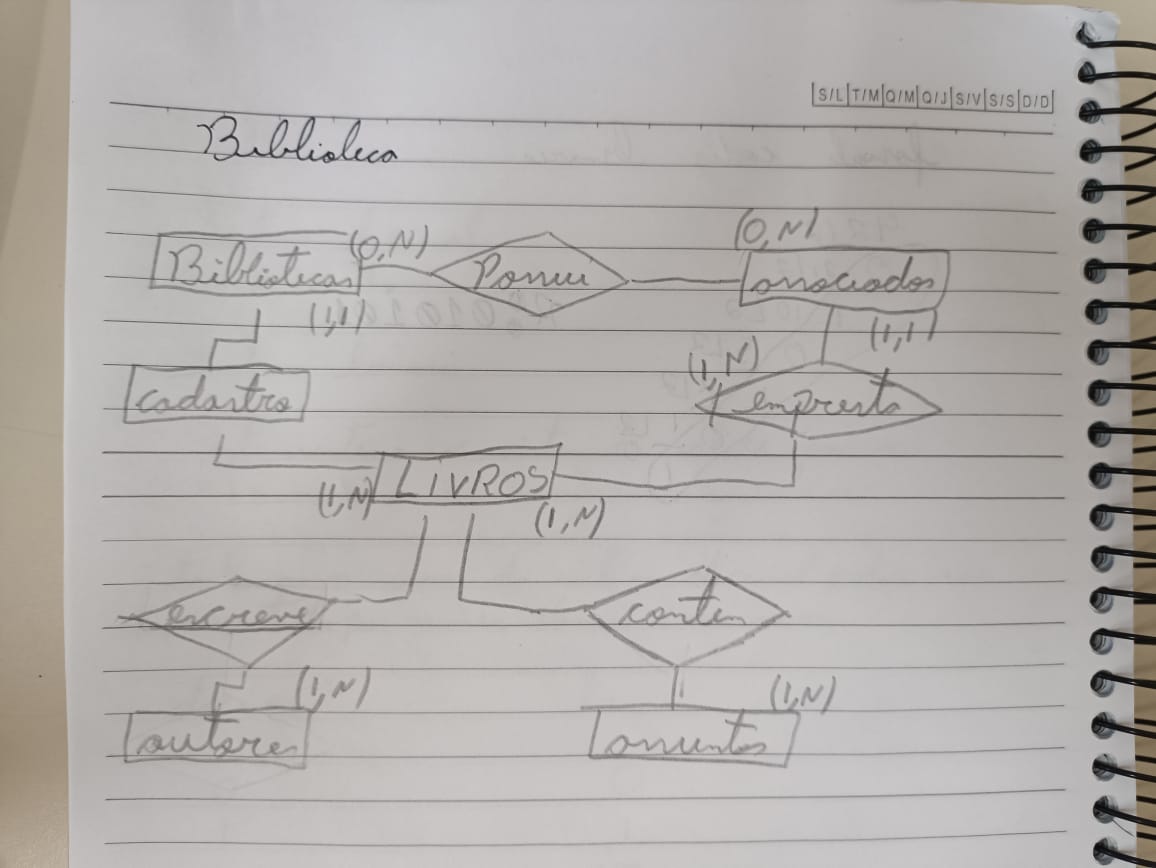 S/L T/M Q/M Q/J S/V S/S D/D
Biblioteca
(0,N) (0,N)
Bibliotecas Possui associados
(1,1) (1,1)
(1,N)
cadastro empresta
LIVROS
(1,N) (1,N)
escreve contem
(1,N) (1,N)
autores assuntos